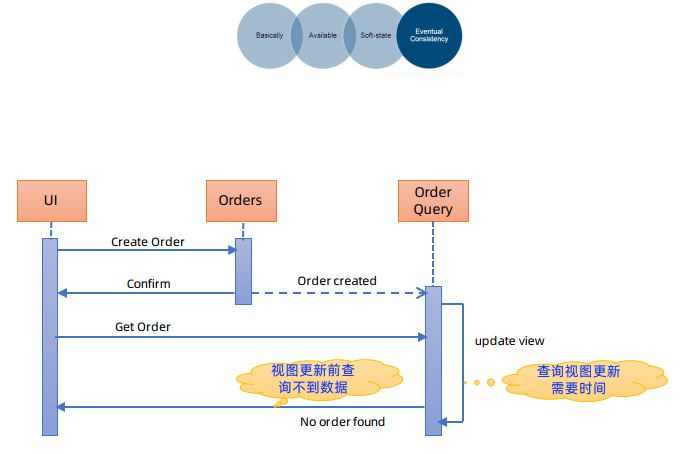 Basically
Available
Soft-state
Eventual
Consistency
UI
Orders
Order
Query
Create Order
Confirm
Order created
Get Order
update view
视图更新前查
询不到数据
查询视图更新
需要时间
No order found